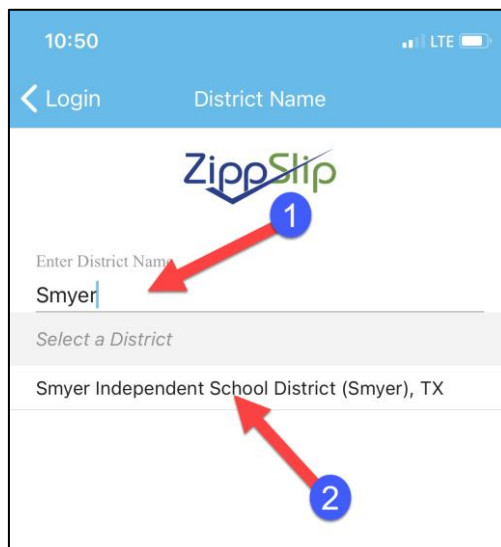 10:50
LTE
Login
District Name
ZippSlip
1
Enter District Name
Smyer
Select a District
Smyer Independent School District (Smyer), TX
2